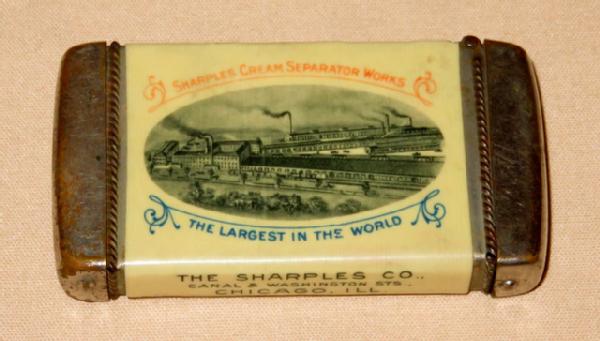 SHARPLES CREAM SEPARATOR WORKS
THE LARGEST IN THE WORLD
THE SHARPLES CO.,
CANAL & WASHINGTON STS.,
CHICAGO, ILL.